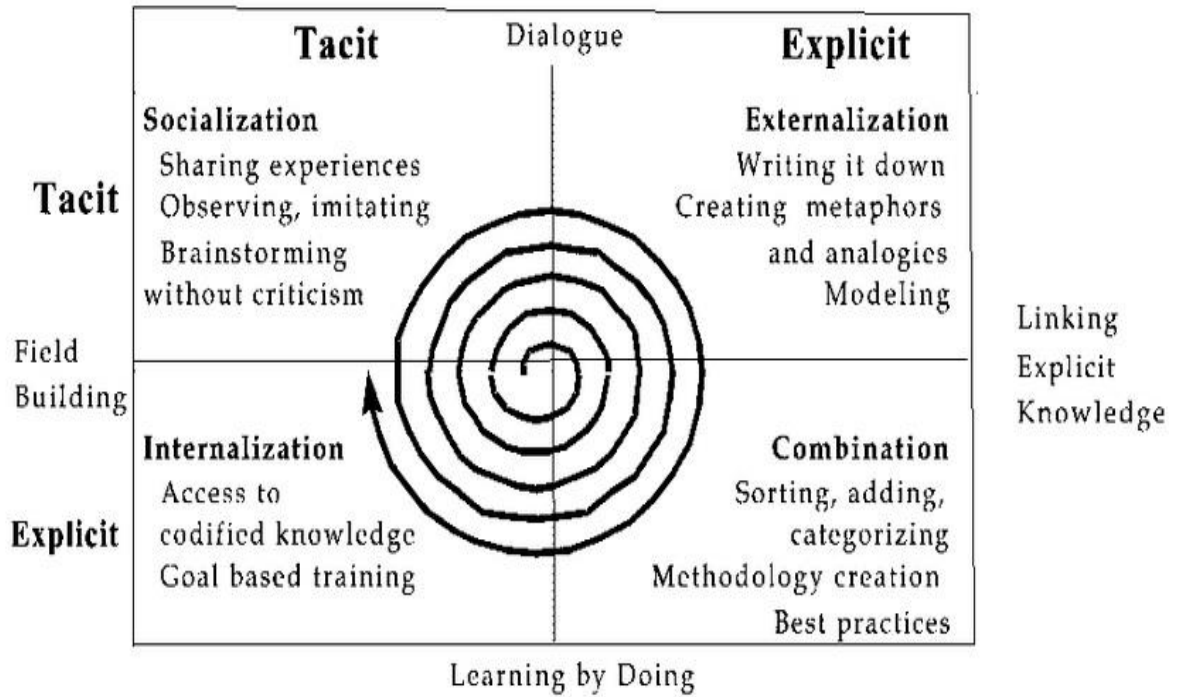 Tacit
Dialogue
Explicit
Socialization
Sharing experiences
Observing, imitating
Brainstorming
without criticism
Externalization
Writing it down
Creating metaphors
and analogies
Modeling
Tacit
Field
Building
Linking
Explicit
Knowledge
Internalization
Access to
codified knowledge
Goal based training
Combination
Sorting, adding,
categorizing
Methodology creation
Best practices
Explicit
Learning by Doing